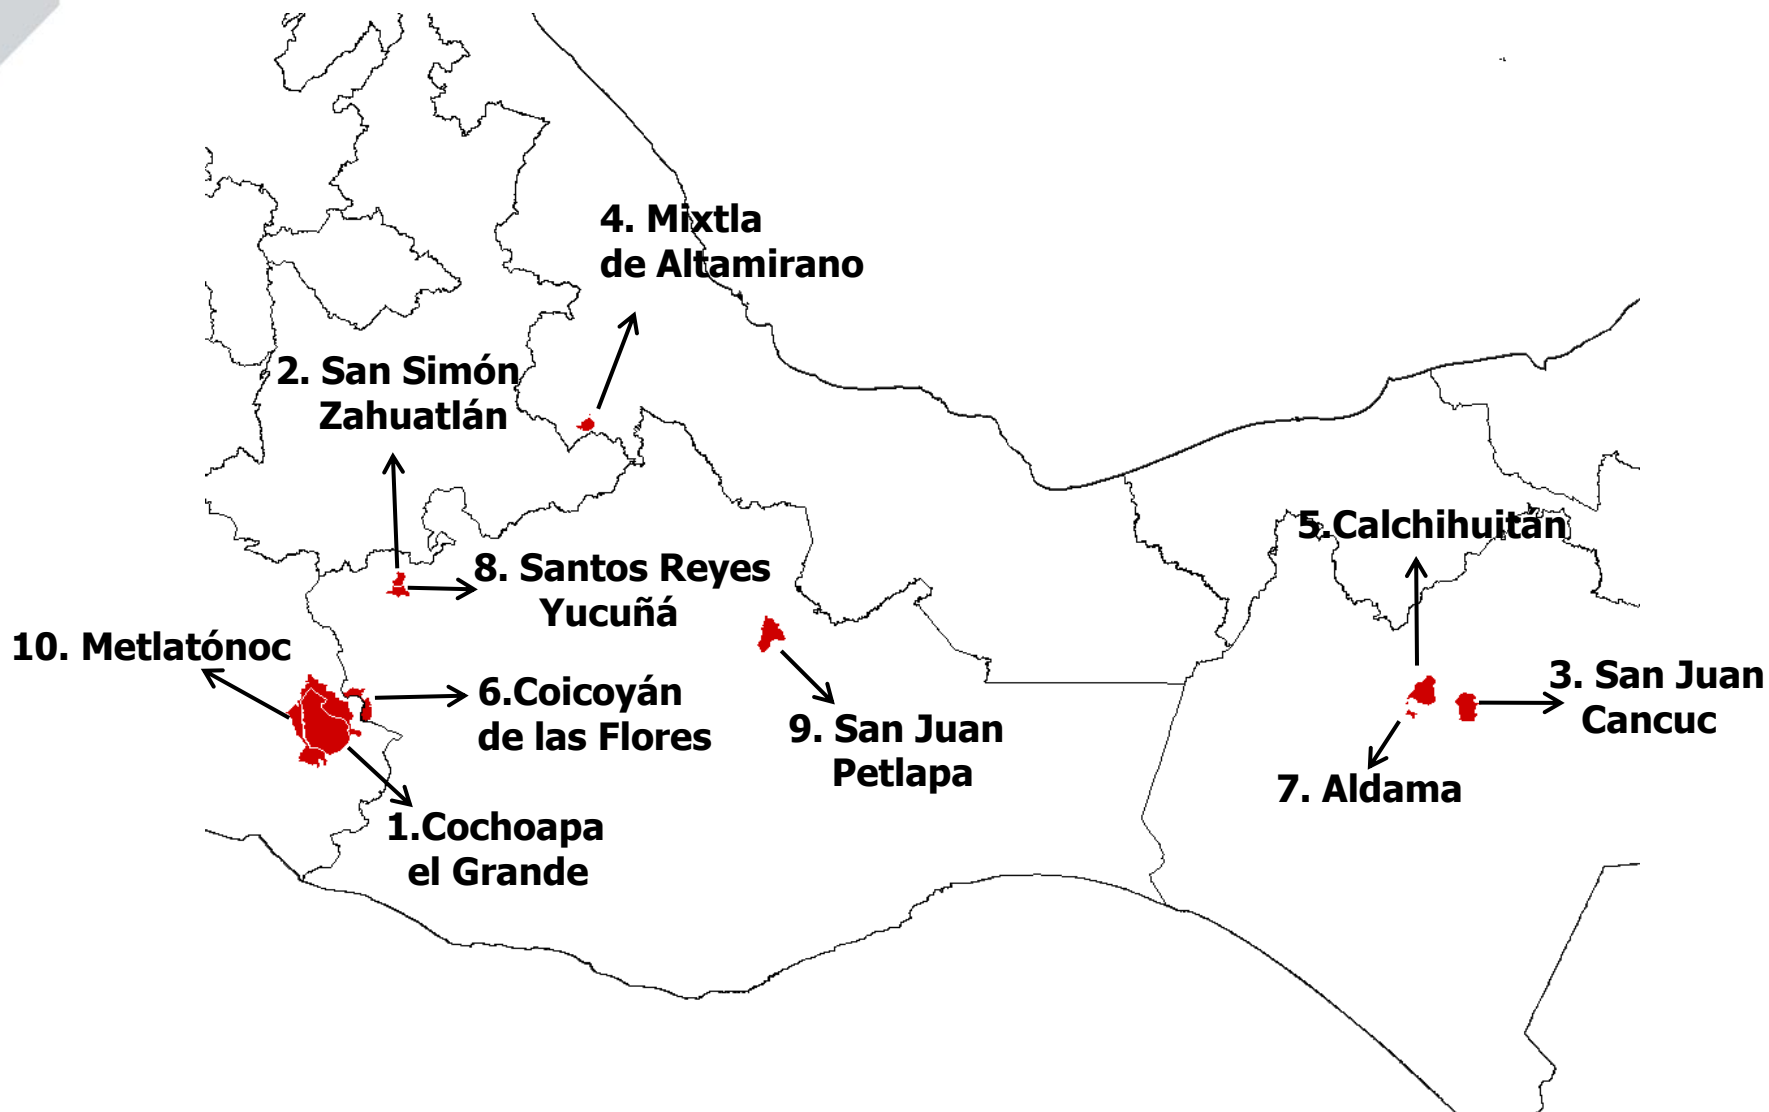 4. Mixtla
de Altamirano
2. San Simón
Zahuatlán
5.Calchihuitán
8. Santos Reyes
Yucuñá
10. Metlatónoc
6.Coicoyán
de las Flores
3. San Juan
Cancuc
9. San Juan
Petlapa
7. Aldama
1.Cochoapa
el Grande